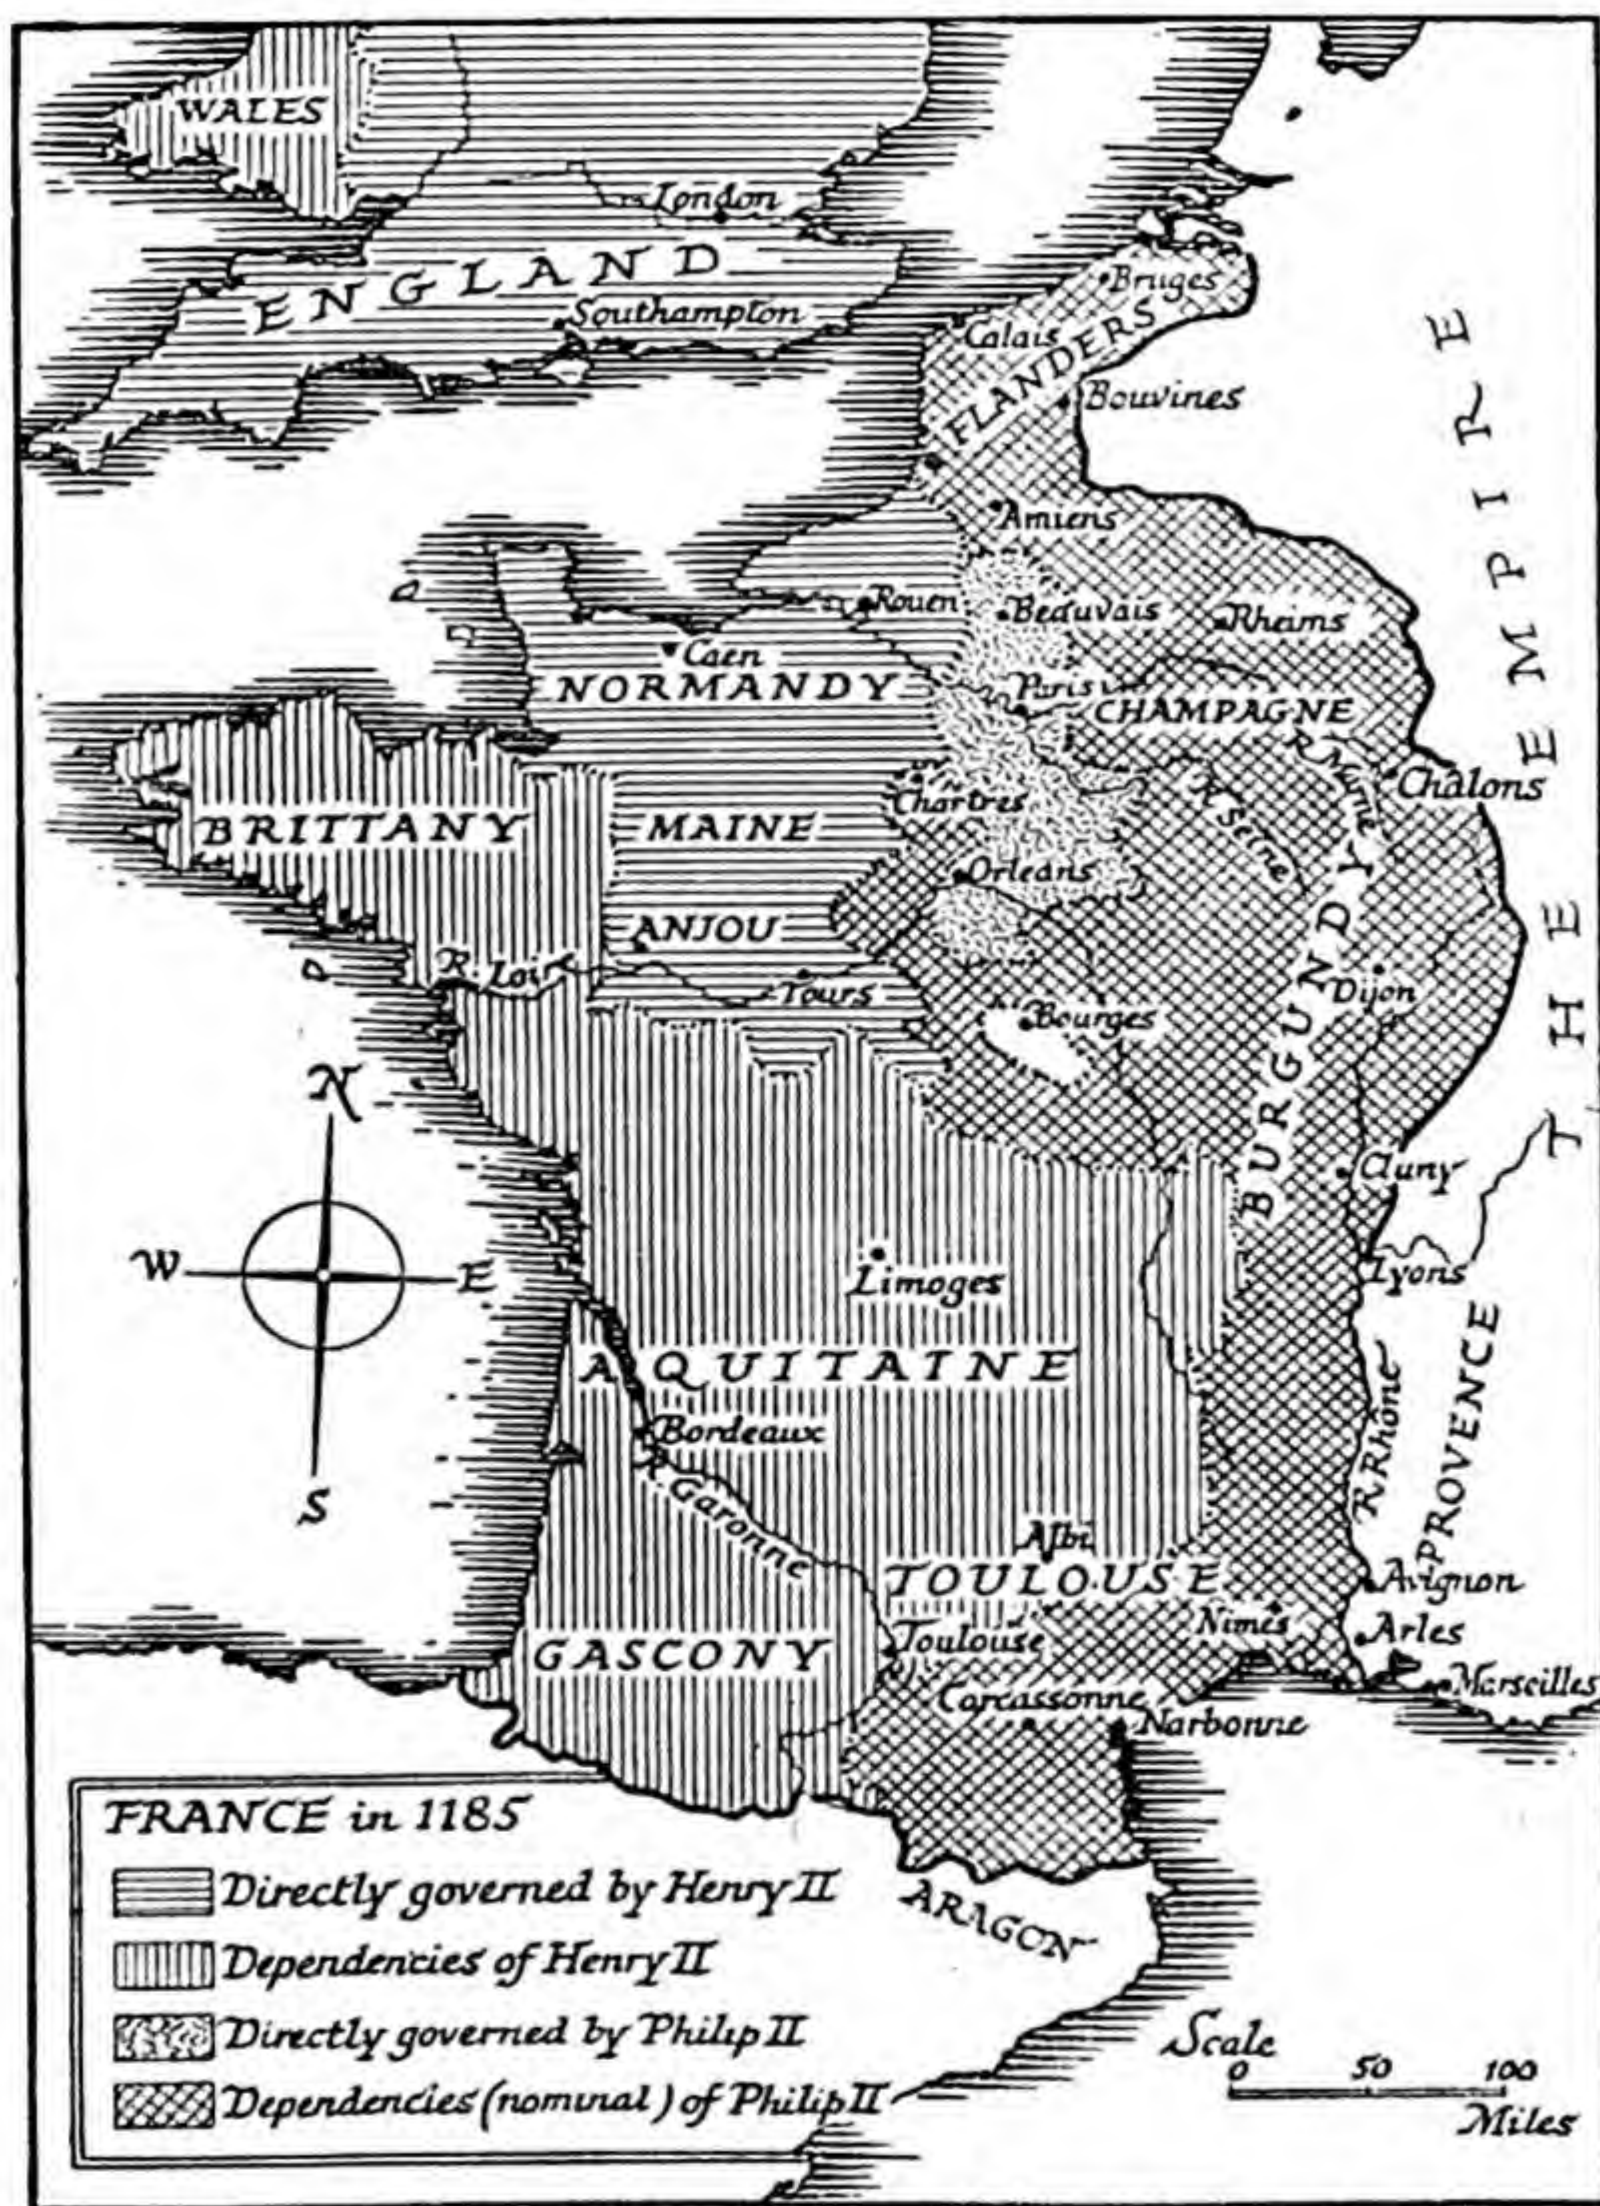 WALES
London
ENGLAND
Southampton
Bruges
Calais
FLANDERS
Bouvines
THE EMPIRE
Amiens
Rouen
Beauvais
Rheims
Caen
NORMANDY
Paris
CHAMPAGNE
R. Marne
Chalons
Chartres
BRITTANY
MAINE
R. Seine
Orleans
ANJOU
R. Loire
Tours
Dijon
Bourges
BURGUNDY
N
W
E
S
Cluny
Lyons
Limoges
AQUITAINE
R. Rhône
PROVENCE
Bordeaux
R. Garonne
Albi
TOULOUSE
Avignon
Nimes
Arles
Toulouse
GASCONY
Marseilles
Carcassonne
Narbonne
FRANCE in 1185
Directly governed by Henry II
Dependencies of Henry II
Directly governed by Philip II
Dependencies (nominal) of Philip II
ARAGON
Scale
0 50 100
Miles